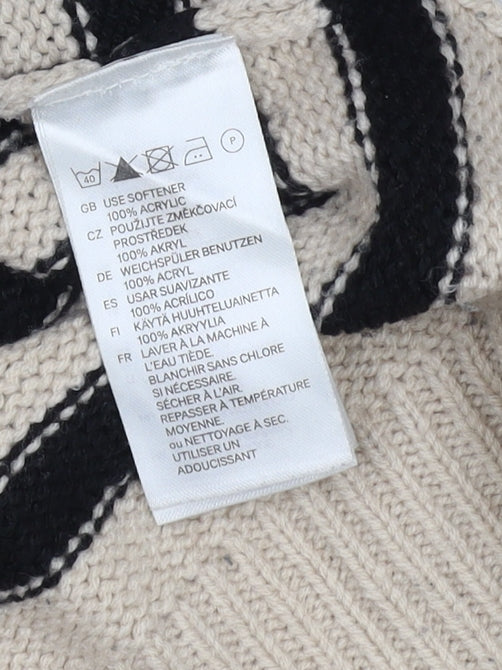 40 P
GB USE SOFTENER
100% ACRYLIC
CZ POUŽIJTE ZMĚKČOVACÍ
PROSTŘEDEK
100% AKRYL
DE WEICHSPÜLER BENUTZEN
100% ACRYL
ES USAR SUAVIZANTE
100% ACRÍLICO
FI KÄYTÄ HUUHTELUAINETTA
100% AKRYYLIA
FR LAVER À LA MACHINE À
L'EAU TIÈDE.
BLANCHIR SANS CHLORE
SI NÉCESSAIRE.
SÉCHER À L'AIR.
REPASSER À TEMPÉRATURE
MOYENNE.
ou NETTOYAGE À SEC.
UTILISER UN
ADOUCISSANT